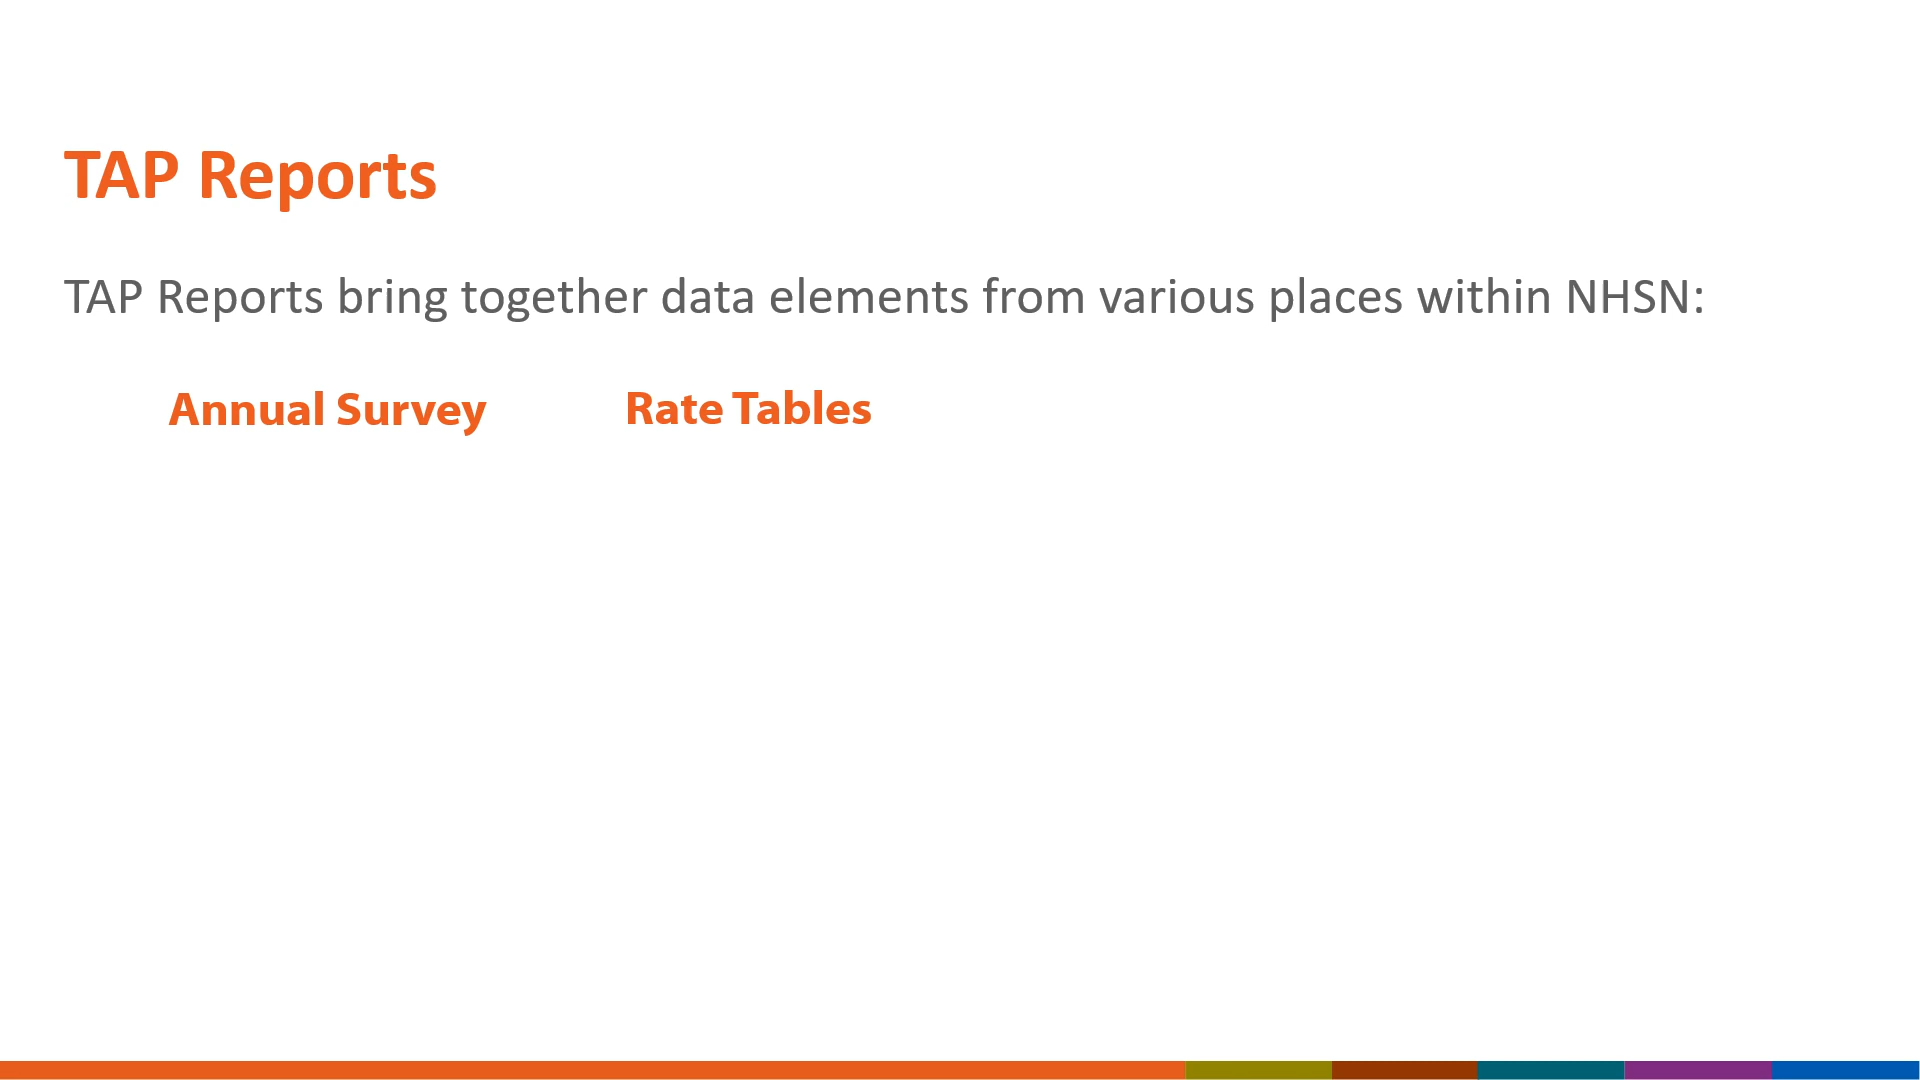 TAP Reports
TAP Reports bring together data elements from various places within NHSN:
Annual Survey Rate Tables